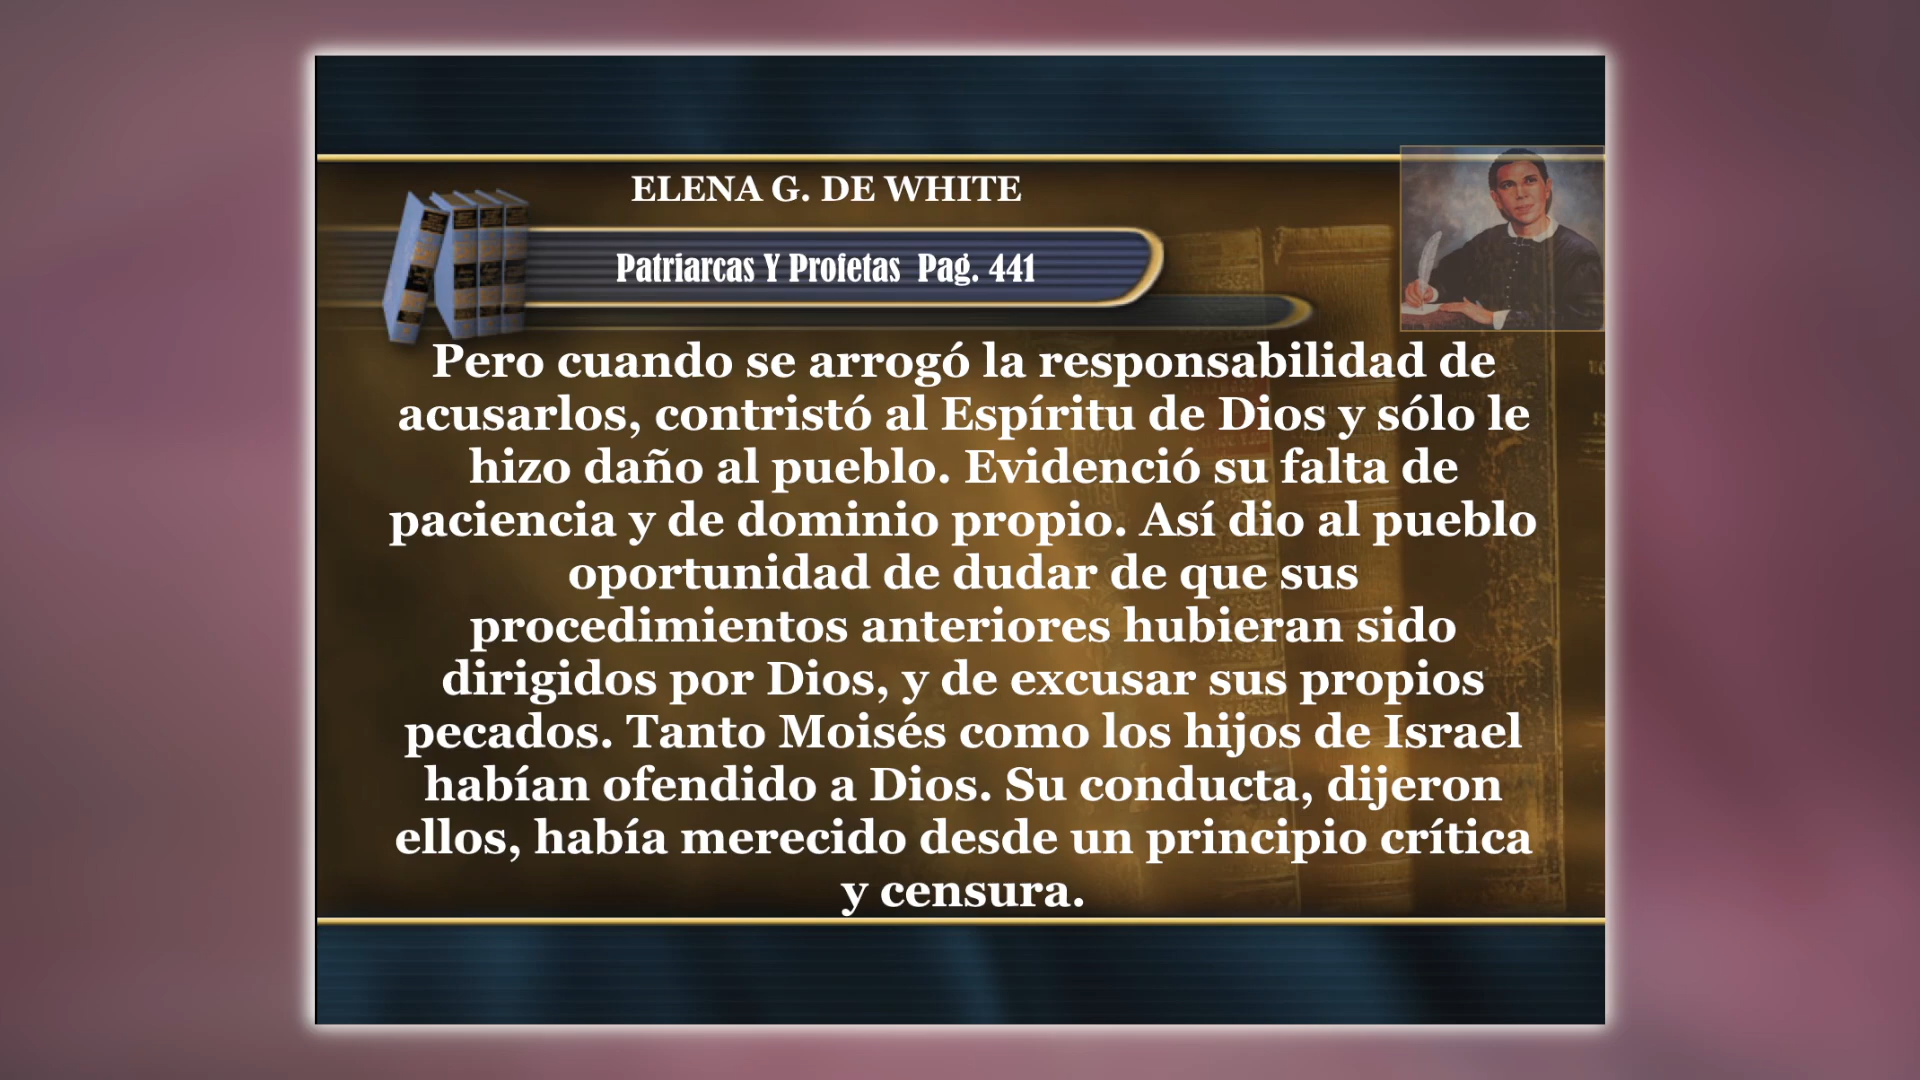 ELENA G. DE WHITE
Patriarcas Y Profetas Pag. 441
Pero cuando se arrogó la responsabilidad de
acusarlos, contristó al Espíritu de Dios y sólo le
hizo daño al pueblo. Evidenció su falta de
paciencia y de dominio propio. Así dio al pueblo
oportunidad de dudar de que sus
procedimientos anteriores hubieran sido
dirigidos por Dios, y de excusar sus propios
pecados. Tanto Moisés como los hijos de Israel
habían ofendido a Dios. Su conducta, dijeron
ellos, había merecido desde un principio crítica
y censura.